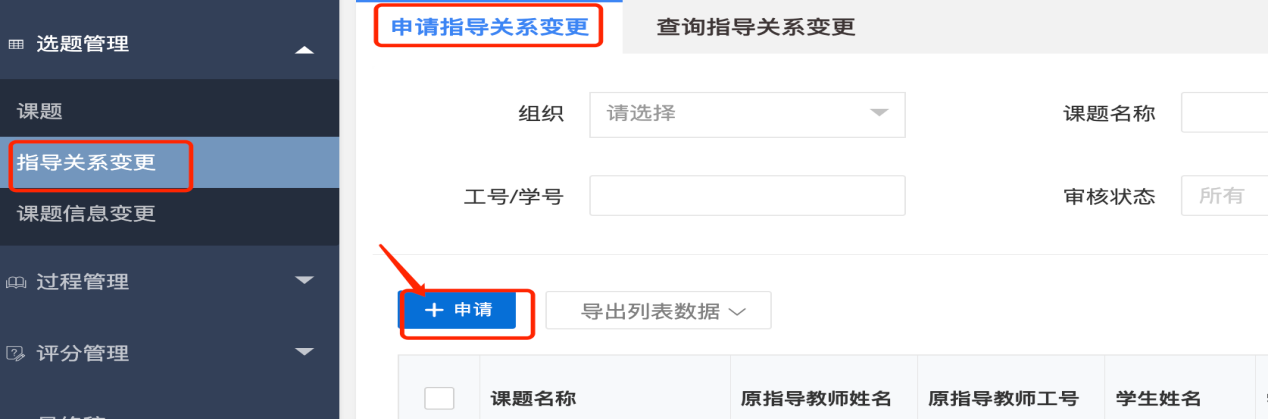 选题管理
课题
指导关系变更
课题信息变更
过程管理
评分管理
申请指导关系变更
查询指导关系变更
组织 请选择 课题名称
工号/学号 审核状态 所有
申请 导出列表数据
课题名称 原指导教师姓名 原指导教师工号 学生姓名